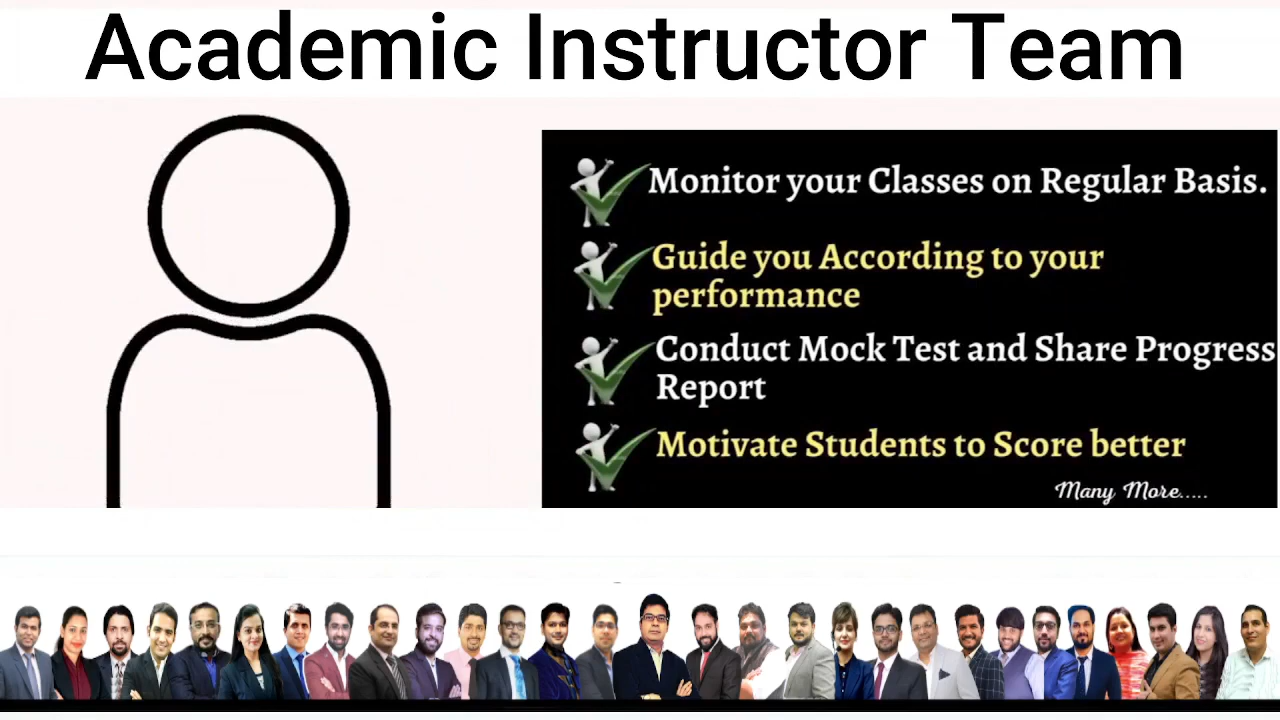 Academic Instructor Team
Monitor your Classes on Regular Basis.
Guide you According to your
performance
Conduct Mock Test and Share Progress
Report
Motivate Students to Score better
Many More.....